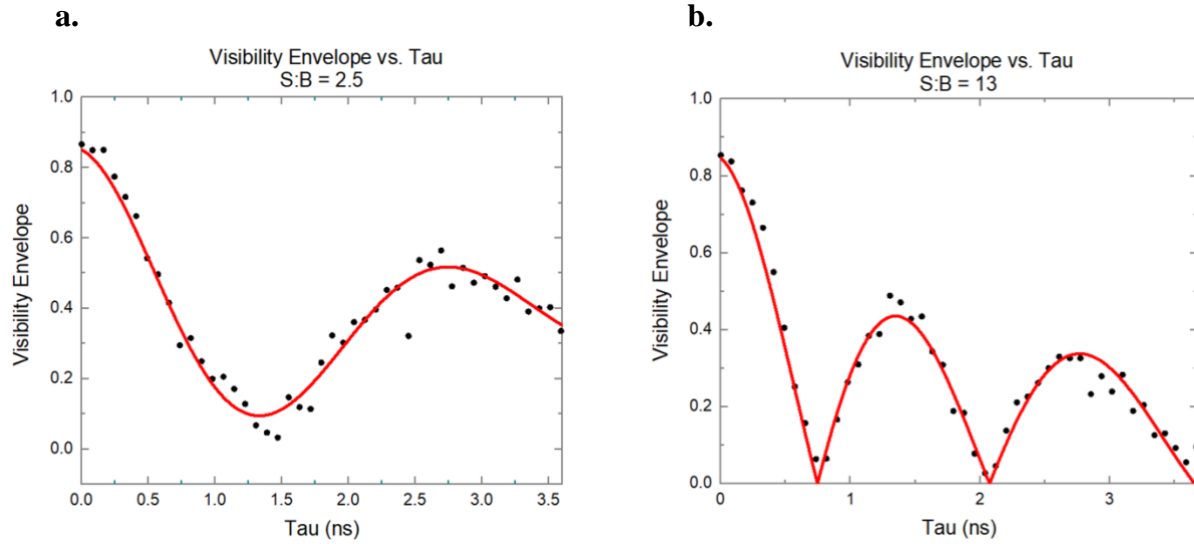 a.
Visibility Envelope vs. Tau
S:B = 2.5
1.0
0.8
0.6
0.4
0.2
0.0
Visibility Envelope
0.0 0.5 1.0 1.5 2.0 2.5 3.0 3.5
Tau (ns)
b.
Visibility Envelope vs. Tau
S:B = 13
1.0
0.8
0.6
0.4
0.2
0.0
Visibility Envelope
0 1 2 3
Tau (ns)